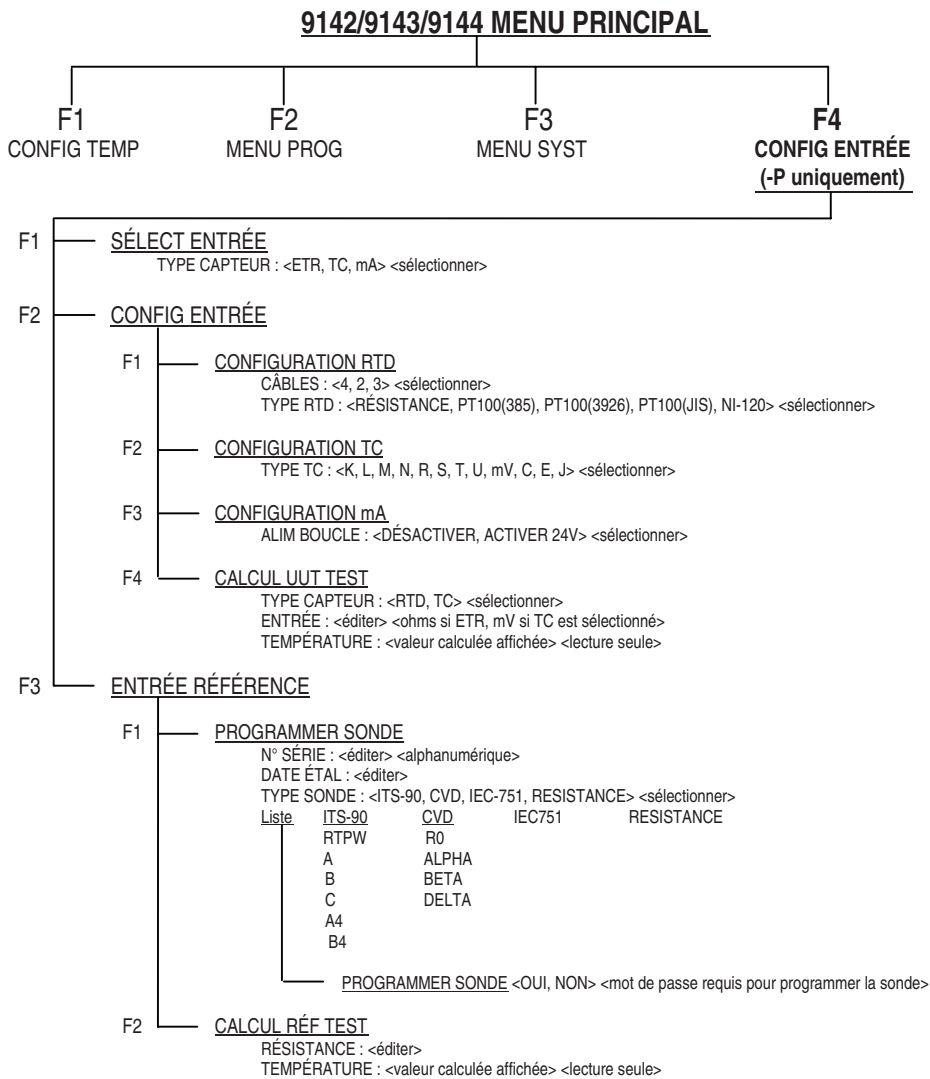 9142/9143/9144 MENU PRINCIPAL
F1 F2 F3 F4
CONFIG TEMP MENU PROG MENU SYST CONFIG ENTRÉE
(-P uniquement)
F1 SÉLECT ENTRÉE
TYPE CAPTEUR : <ETR, TC, mA> <sélectionner>
F2 CONFIG ENTRÉE
F1 CONFIGURATION RTD
CÂBLES : <4, 2, 3> <sélectionner>
TYPE RTD : <RÉSISTANCE, PT100(385), PT100(3926), PT100(JIS), NI-120> <sélectionner>
F2 CONFIGURATION TC
TYPE TC : <K, L, M, N, R, S, T, U, mV, C, E, J> <sélectionner>
F3 CONFIGURATION mA
ALIM BOUCLE : <DÉSACTIVER, ACTIVER 24V> <sélectionner>
F4 CALCUL UUT TEST
TYPE CAPTEUR : <RTD, TC> <sélectionner>
ENTRÉE : <éditer> <ohms si ETR, mV si TC est sélectionné>
TEMPÉRATURE : <valeur calculée affichée> <lecture seule>
F3 ENTRÉE RÉFÉRENCE
F1 PROGRAMMER SONDE
N° SÉRIE : <éditer> <alphanumérique>
DATE ÉTAL : <éditer>
TYPE SONDE : <ITS-90, CVD, IEC-751, RESISTANCE> <sélectionner>
Liste ITS-90 CVD IEC751 RESISTANCE
RTPW R0
A ALPHA
B BETA
C DELTA
A4
B4
PROGRAMMER SONDE <OUI, NON> <mot de passe requis pour programmer la sonde>
F2 CALCUL RÉF TEST
RÉSISTANCE : <éditer>
TEMPÉRATURE : <valeur calculée affichée> <lecture seule>